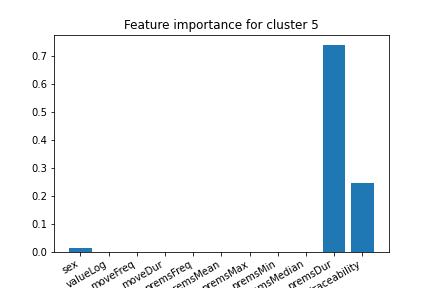 Feature importance for cluster 5
0.7
0.6
0.5
0.4
0.3
0.2
0.1
0.0
sex
valueLog
moveFreq
moveDur
premsFreq
remsMean
premsMax
premsMin
msMedian
premsDur
raceability